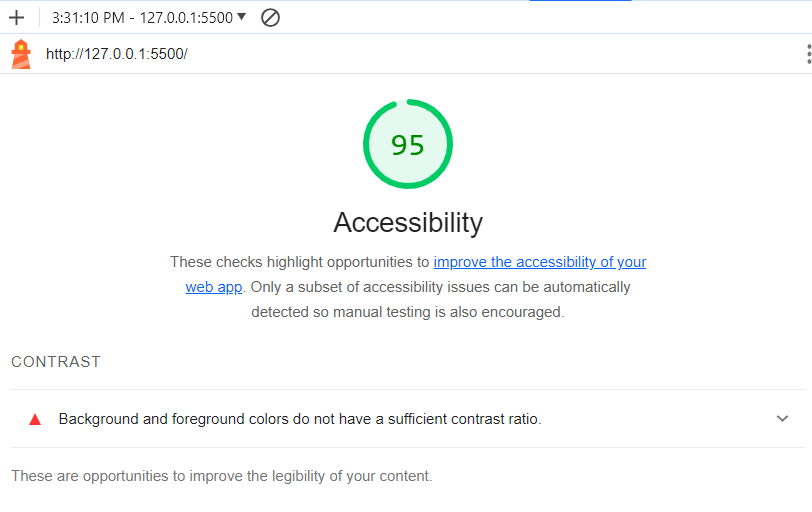 3:31:10 PM - 127.0.0.1:5500
http://127.0.0.1:5500/
95
Accessibility
These checks highlight opportunities to improve the accessibility of your
web app. Only a subset of accessibility issues can be automatically
detected so manual testing is also encouraged.
CONTRAST
Background and foreground colors do not have a sufficient contrast ratio.
These are opportunities to improve the legibility of your content.